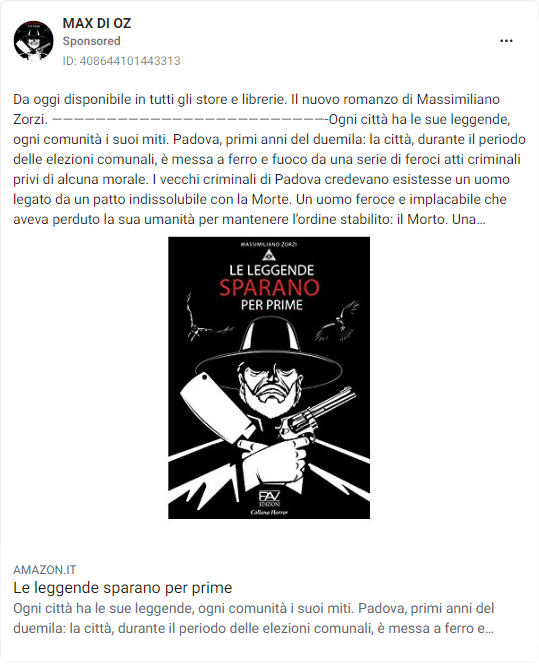 MAX DI OZ
Sponsored
ID: 408644101443313
Da oggi disponibile in tutti gli store e librerie. Il nuovo romanzo di Massimiliano
Zorzi. —————————————————————————-Ogni città ha le sue leggende,
ogni comunità i suoi miti. Padova, primi anni del duemila: la città, durante il periodo
delle elezioni comunali, è messa a ferro e fuoco da una serie di feroci atti criminali
privi di alcuna morale. I vecchi criminali di Padova credevano esistesse un uomo
legato da un patto indissolubile con la Morte. Un uomo feroce e implacabile che
aveva perduto la sua umanità per mantenere l'ordine stabilito: il Morto. Una...
MASSIMILIANO ZORZI
LE LEGGENDE
SPARANO
PER PRIME
PAV
EDIZIONI
Collana Horror
AMAZON.IT
Le leggende sparano per prime
Ogni città ha le sue leggende, ogni comunità i suoi miti. Padova, primi anni del
duemila: la città, durante il periodo delle elezioni comunali, è messa a ferro e...